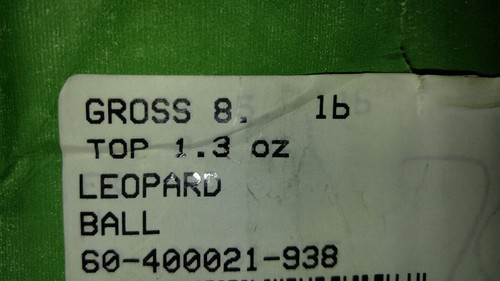 GROSS 8. lb
TOP 1.3 oz
LEOPARD
BALL
60-400021-938